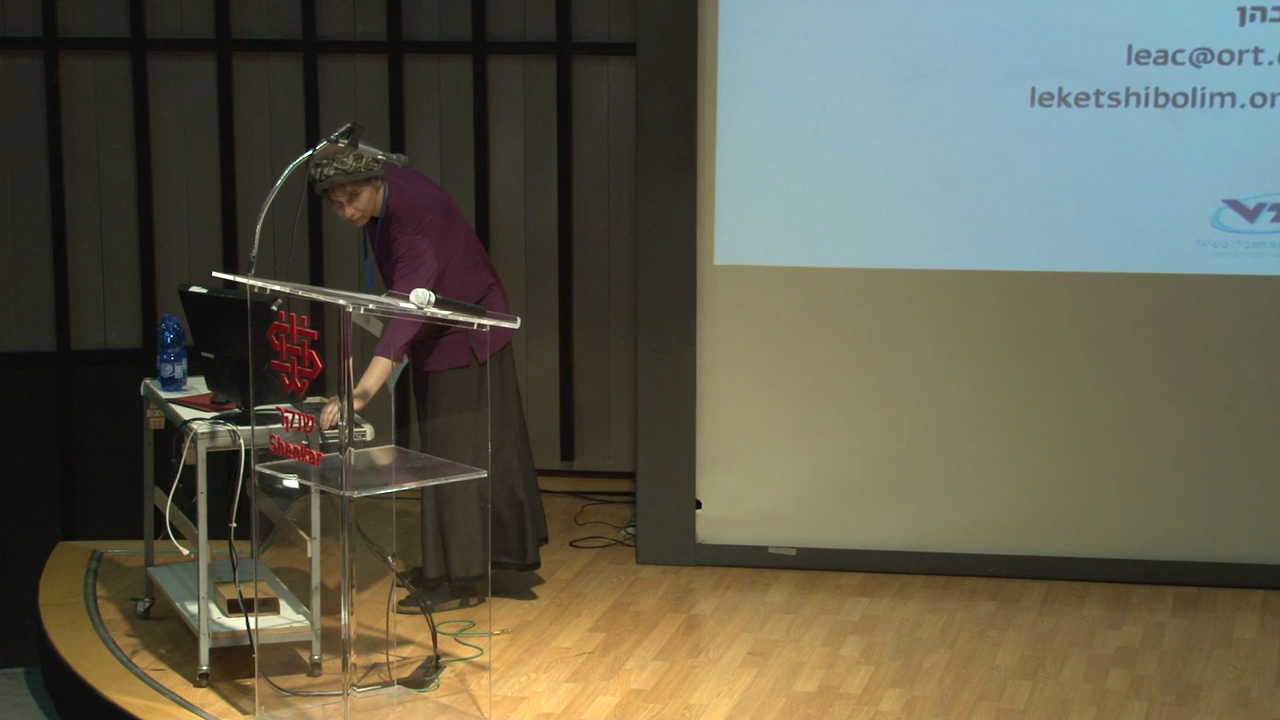 כהן
leac@ort.
leketshibolim.or
שנקר
Shenkar